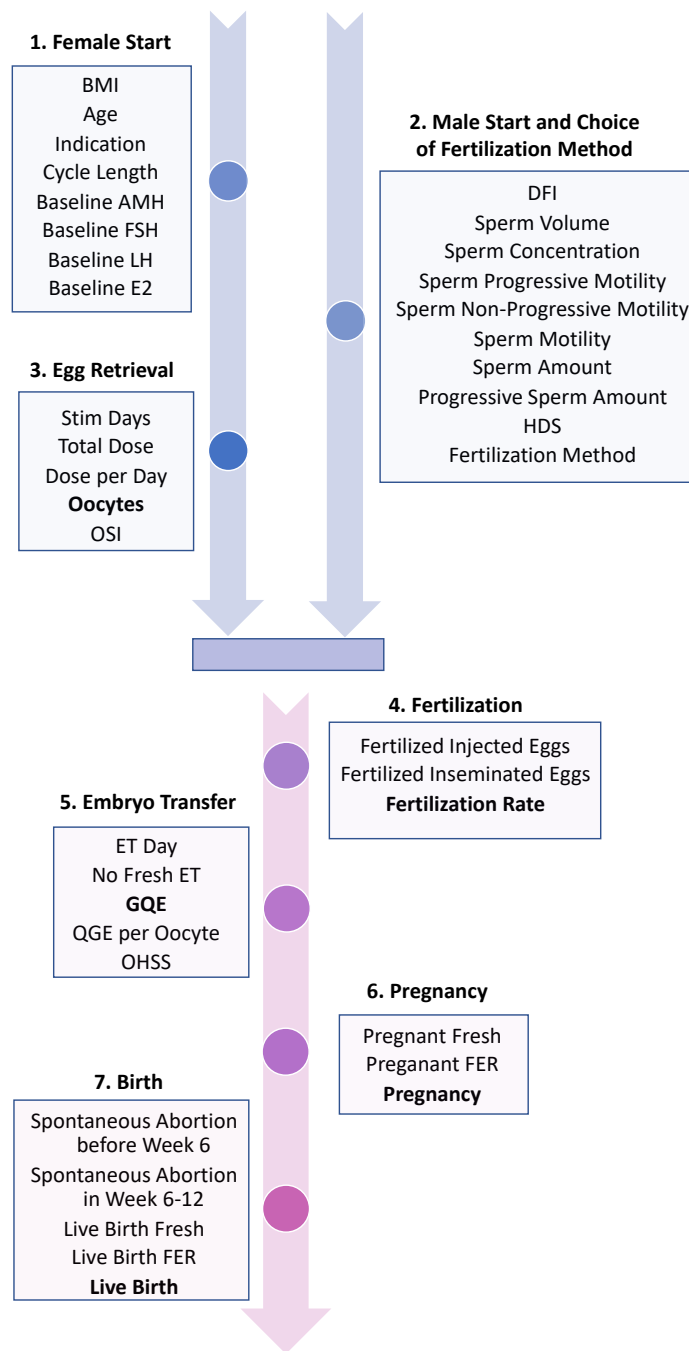 1. Female Start
BMI
Age
Indication
Cycle Length
Baseline AMH
Baseline FSH
Baseline LH
Baseline E2
2. Male Start and Choice
of Fertilization Method
DFI
Sperm Volume
Sperm Concentration
Sperm Progressive Motility
Sperm Non-Progressive Motility
Sperm Motility
Sperm Amount
Progressive Sperm Amount
HDS
Fertilization Method
3. Egg Retrieval
Stim Days
Total Dose
Dose per Day
Oocytes
OSI
4. Fertilization
Fertilized Injected Eggs
Fertilized Inseminated Eggs
Fertilization Rate
5. Embryo Transfer
ET Day
No Fresh ET
GQE
QGE per Oocyte
OHSS
6. Pregnancy
Pregnant Fresh
Preganant FER
Pregnancy
7. Birth
Spontaneous Abortion
before Week 6
Spontaneous Abortion
in Week 6-12
Live Birth Fresh
Live Birth FER
Live Birth